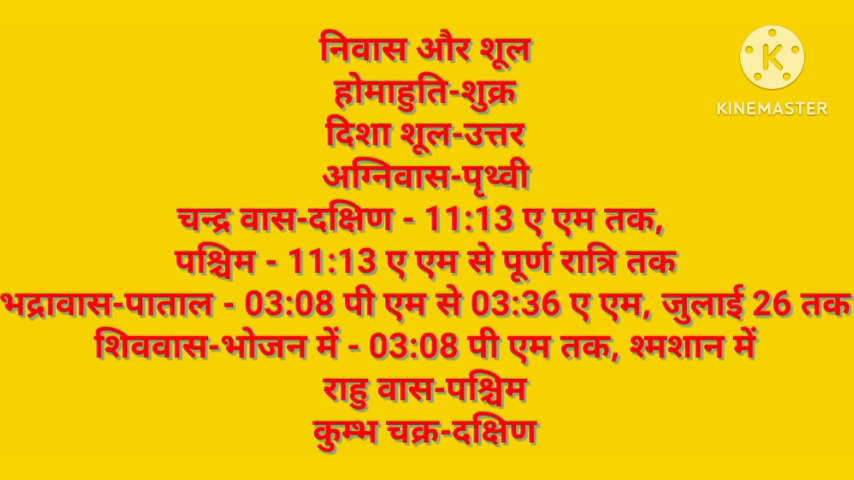 निवास और शूल
होमाहुति-शुक्र
दिशा शूल-उत्तर
अग्निवास-पृथ्वी
चन्द्र वास-दक्षिण - 11:13 ए एम तक,
पश्चिम - 11:13 ए एम से पूर्ण रात्रि तक
भद्रावास-पाताल - 03:08 पी एम से 03:36 ए एम, जुलाई 26 तक
शिववास-भोजन में - 03:08 पी एम तक, श्मशान में
राहु वास-पश्चिम
कुम्भ चक्र-दक्षिण
K
KINEMASTER